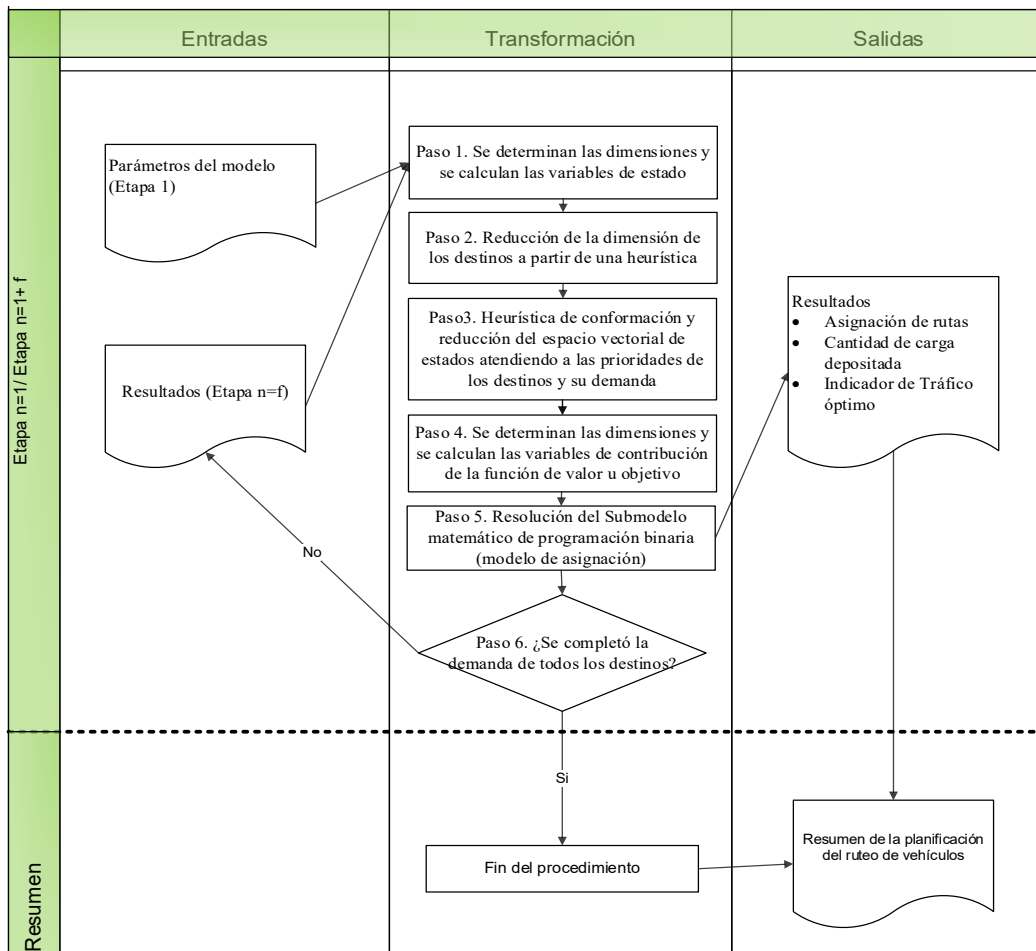 Entradas
Transformación
Salidas
Etapa n=1/ Etapa n=1+ f
Parámetros del modelo
(Etapa 1)
Resultados (Etapa n=f)
Paso 1. Se determinan las dimensiones y
se calculan las variables de estado
Paso 2. Reducción de la dimensión de
los destinos a partir de una heurística
Paso3. Heurística de conformación y
reducción del espacio vectorial de
estados atendiendo a las prioridades de
los destinos y su demanda
Paso 4. Se determinan las dimensiones y
se calculan las variables de contribución
de la función de valor u objetivo
Paso 5. Resolución del Submodelo
matemático de programación binaria
(modelo de asignación)
No
Paso 6. ¿Se completó la
demanda de todos los destinos?
Resultados
• Asignación de rutas
• Cantidad de carga
depositada
• Indicador de Tráfico
óptimo
Resumen
Si
Fin del procedimiento
Resumen de la planificación
del ruteo de vehículos